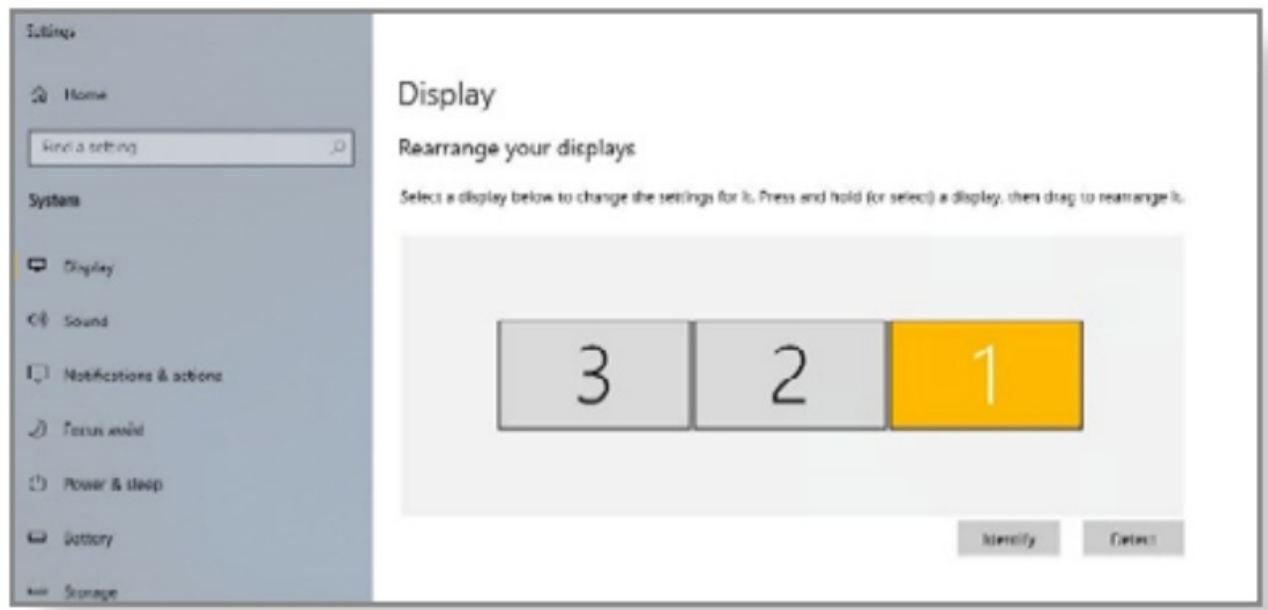 Settings
Home
Find a setting
System
Display
Sound
Notifications & actions
Focus assist
Power & sleep
Battery
Storage
Display
Rearrange your displays
Select a display below to change the settings for it. Press and hold (or select) a display, then drag to rearrange it.
3 2 1
Identify Detect